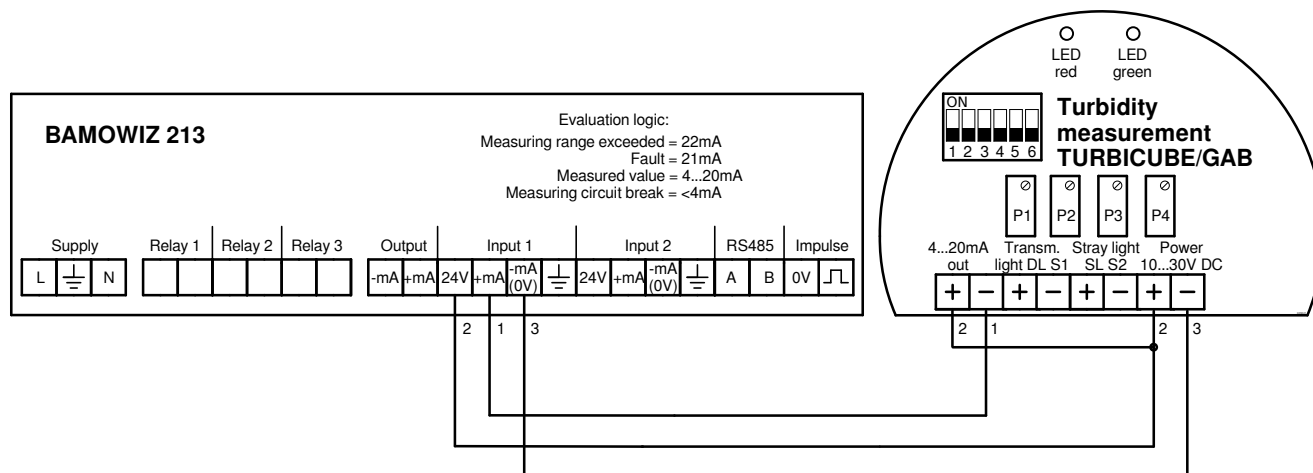 LED LED
red green
BAMOWIZ 213
Evaluation logic:
Measuring range exceeded = 22mA
Fault = 21mA
Measured value = 4...20mA
Measuring circuit break = <4mA
ON
1 2 3 4 5 6
Turbidity
measurement
TURBICUBE/GAB
P1 P2 P3 P4
Supply Relay 1 Relay 2 Relay 3 Output Input 1 Input 2 RS485 Impulse
L N -mA +mA 24V +mA -mA (0V) 24V +mA -mA (0V) A B 0V
4...20mA Transm. Stray light Power
out light DL S1 SL S2 10...30V DC
+ − + − + − + −
2 1 3 2 1 2 3